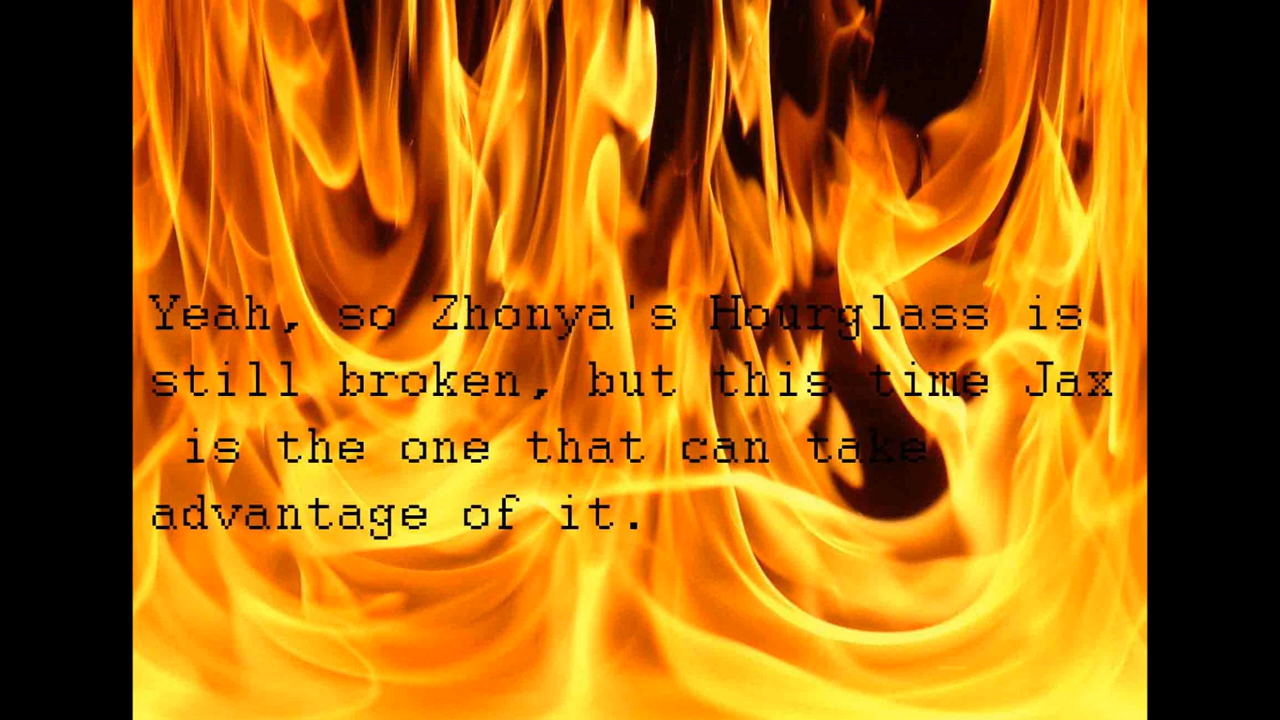 Yeah, so Zhonya's Hourglass is
still broken, but this time Jax
is the one that can take
advantage of it.